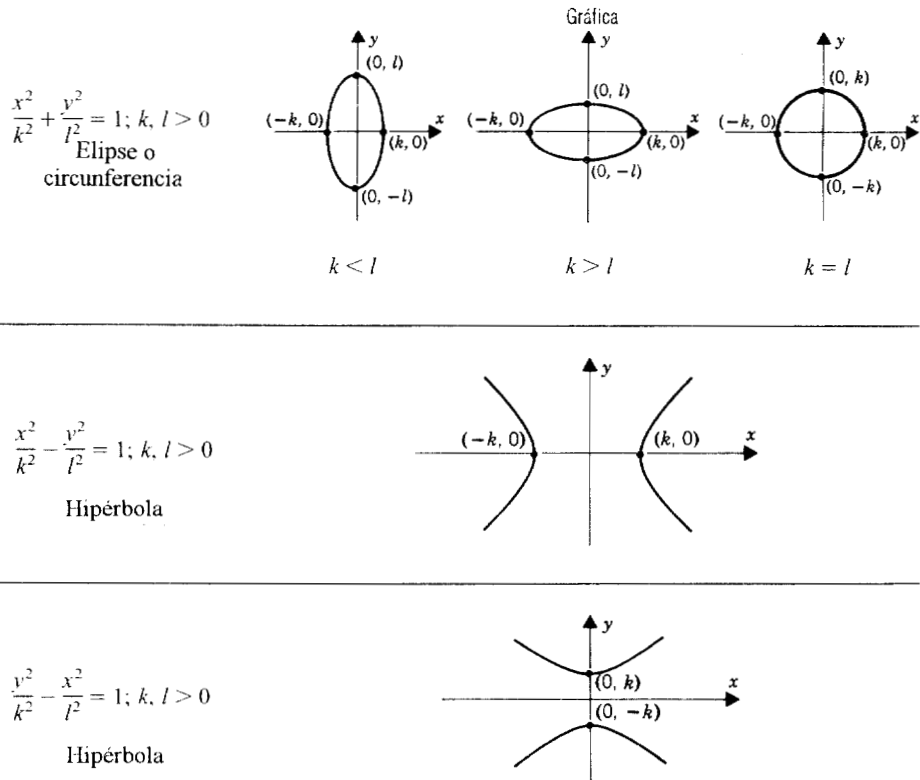 Gráfica
x²/k² + y²/l² = 1; k, l > 0
Elipse o
circunferencia
y
(0, l)
(-k, 0)
x
(k, 0)
(0, -l)
k < l
y
(0, l)
(-k, 0)
x
(k, 0)
(0, -l)
k > l
y
(0, k)
(-k, 0)
x
(k, 0)
(0, -k)
k = l
x²/k² - y²/l² = 1; k, l > 0
Hipérbola
y
(-k, 0)
(k, 0)
x
y²/k² - x²/l² = 1; k, l > 0
Hipérbola
y
(0, k)
x
(0, -k)